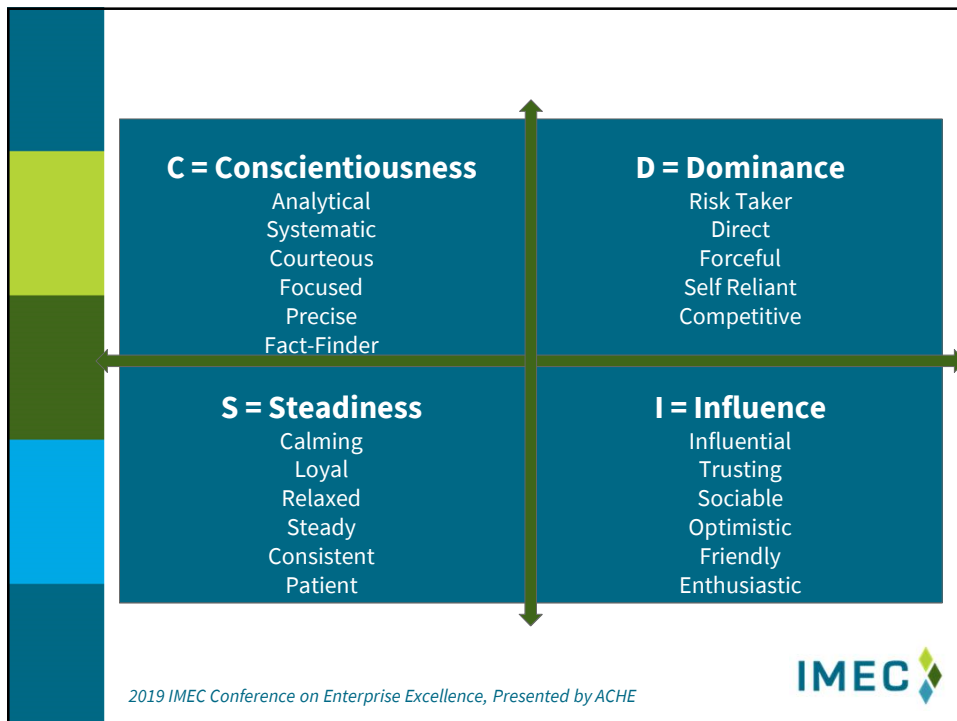 C = Conscientiousness
Analytical
Systematic
Courteous
Focused
Precise
Fact-Finder
D = Dominance
Risk Taker
Direct
Forceful
Self Reliant
Competitive
S = Steadiness
Calming
Loyal
Relaxed
Steady
Consistent
Patient
I = Influence
Influential
Trusting
Sociable
Optimistic
Friendly
Enthusiastic
2019 IMEC Conference on Enterprise Excellence, Presented by ACHE
IMEC